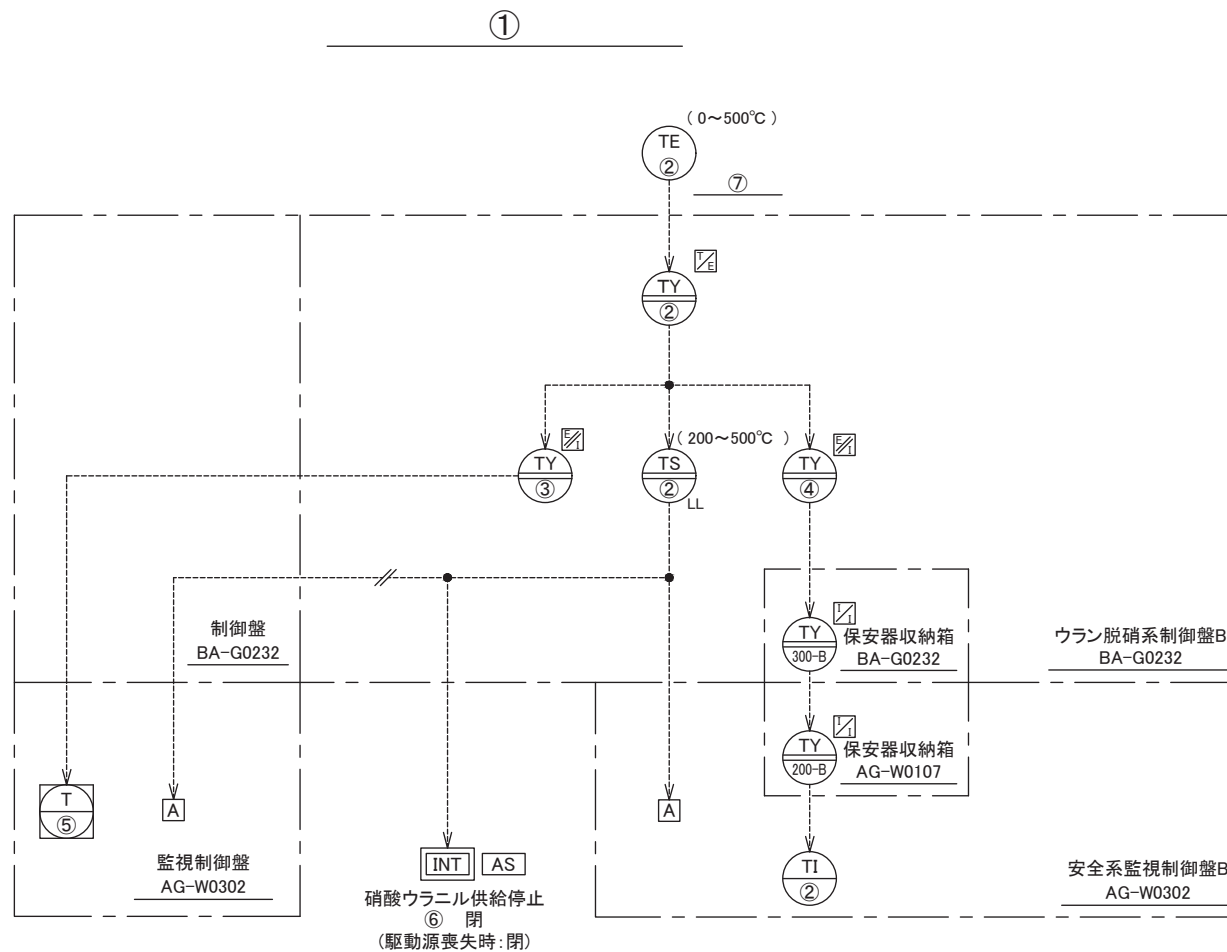 ①
( 0～500℃ )
TE
②
⑦
T/E
TY
②
E/I
( 200～500℃ )
E/I
TY
③
TS
②
LL
TY
④
制御盤
BA-G0232
I/I
TY
300-B
保安器収納箱
BA-G0232
ウラン脱硝系制御盤B
BA-G0232
I/I
TY
200-B
保安器収納箱
AG-W0107
T
⑤
A
A
監視制御盤
AG-W0302
INT
AS
硝酸ウラニル供給停止
⑥ 閉
(駆動源喪失時：閉)
TI
②
安全系監視制御盤B
AG-W0302